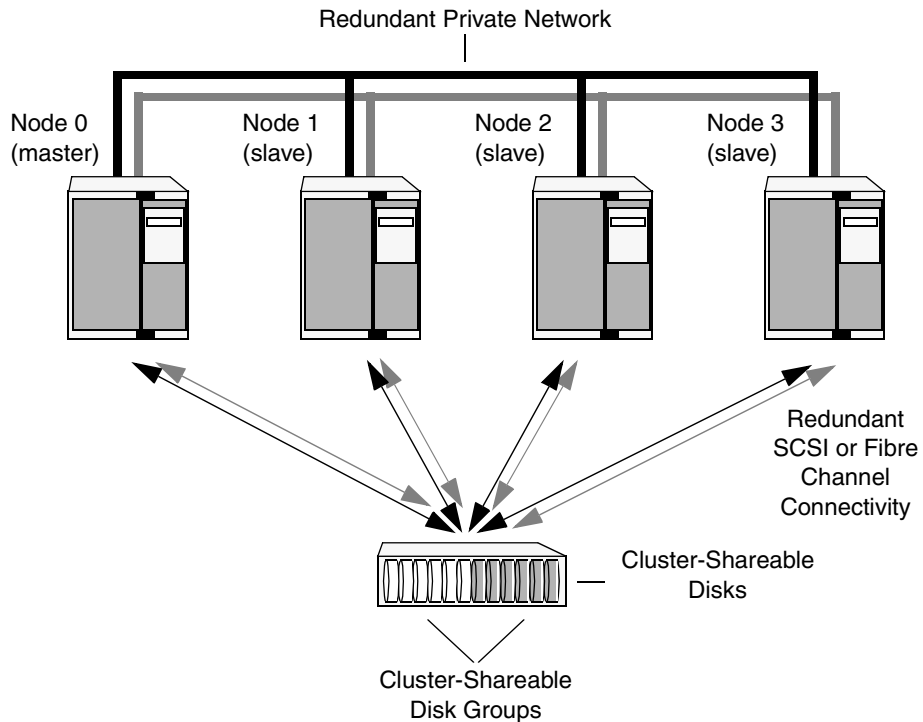 Redundant Private Network
Node 0
(master)
Node 1
(slave)
Node 2
(slave)
Node 3
(slave)
Redundant
SCSI or Fibre
Channel
Connectivity
Cluster-Shareable
Disks
Cluster-Shareable
Disk Groups